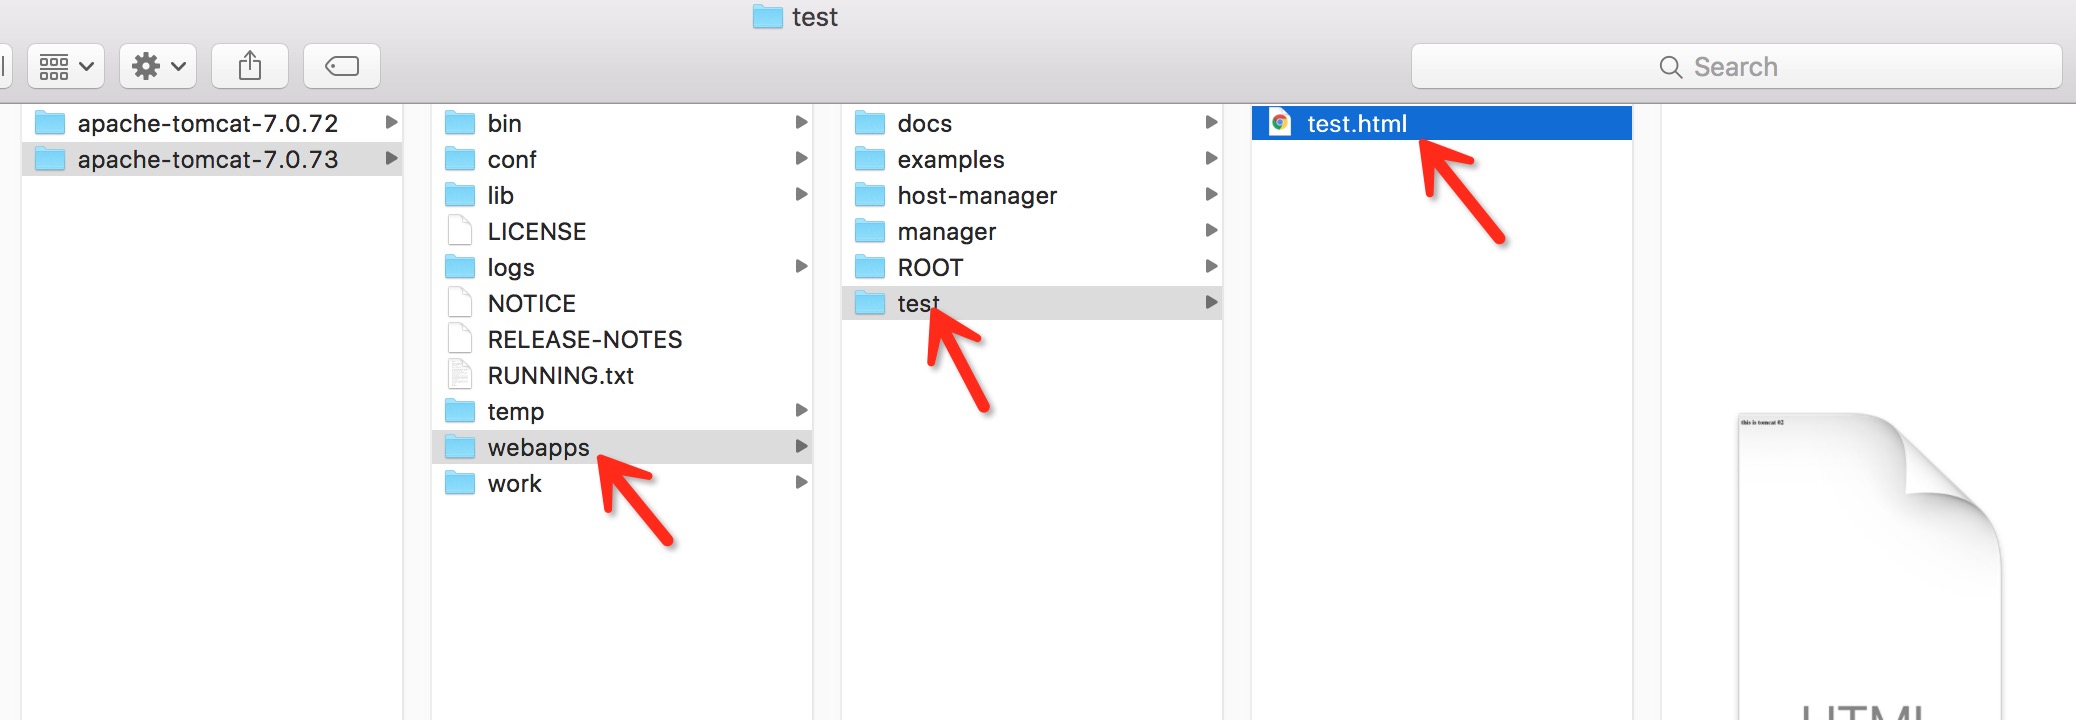 test
Search
apache-tomcat-7.0.72
apache-tomcat-7.0.73
bin
conf
lib
LICENSE
logs
NOTICE
RELEASE-NOTES
RUNNING.txt
temp
webapps
work
docs
examples
host-manager
manager
ROOT
test
test.html
this is tomcat 02
HTML